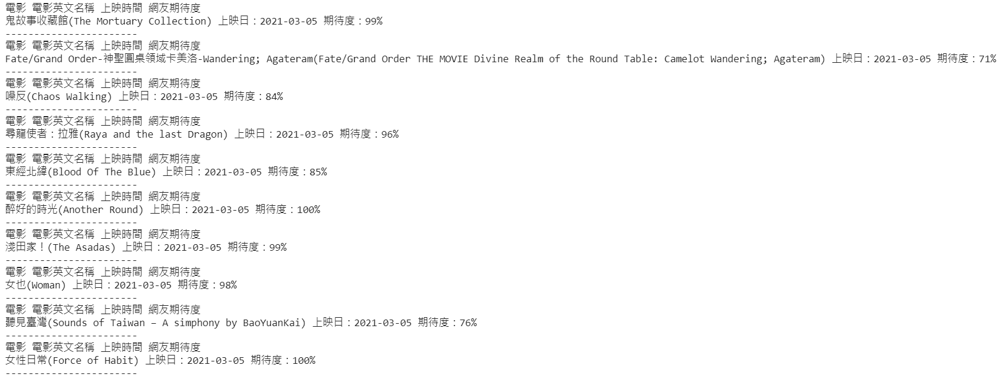 電影 電影英文名稱 上映時間 網友期待度
鬼故事收藏館(The Mortuary Collection) 上映日：2021-03-05 期待度：99%
-----------------------
電影 電影英文名稱 上映時間 網友期待度
Fate/Grand Order-神聖圓桌領域卡美洛-Wandering; Agateram(Fate/Grand Order THE MOVIE Divine Realm of the Round Table: Camelot Wandering; Agateram) 上映日：2021-03-05 期待度：71%
-----------------------
電影 電影英文名稱 上映時間 網友期待度
噪反(Chaos Walking) 上映日：2021-03-05 期待度：84%
-----------------------
電影 電影英文名稱 上映時間 網友期待度
尋龍使者：拉雅(Raya and the last Dragon) 上映日：2021-03-05 期待度：96%
-----------------------
電影 電影英文名稱 上映時間 網友期待度
東經北緯(Blood Of The Blue) 上映日：2021-03-05 期待度：85%
-----------------------
電影 電影英文名稱 上映時間 網友期待度
醉好的時光(Another Round) 上映日：2021-03-05 期待度：100%
-----------------------
電影 電影英文名稱 上映時間 網友期待度
淺田家！(The Asadas) 上映日：2021-03-05 期待度：99%
-----------------------
電影 電影英文名稱 上映時間 網友期待度
女也(Woman) 上映日：2021-03-05 期待度：98%
-----------------------
電影 電影英文名稱 上映時間 網友期待度
聽見臺灣(Sounds of Taiwan – A simphony by BaoYuanKai) 上映日：2021-03-05 期待度：76%
-----------------------
電影 電影英文名稱 上映時間 網友期待度
女性日常(Force of Habit) 上映日：2021-03-05 期待度：100%
-----------------------